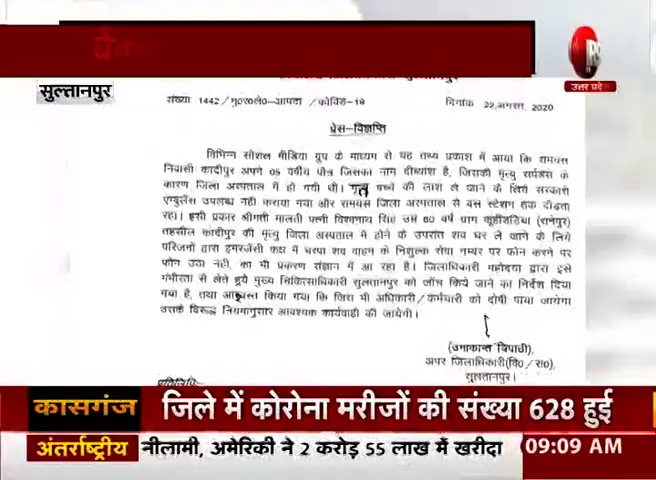 सुल्तानपुर
उत्तर प्रदेश
संख्या 1442/मु०रा०ले०-आपदा/कोविड-19 दिनांक 22,अगस्त, 2020
प्रेस-विज्ञप्ति
विभिन्न सोशल मीडिया ग्रुप के माध्यम से यह तथ्य प्रकाश में आया कि रामयस
निवासी कादीपुर अपने 05 वर्षीय पौत्र जिसका नाम दीव्यांश है, जिसकी मृत्यु सर्पदंश के
कारण जिला अस्पताल में हो गयी थी। मृत बच्चों की लाश ले जाने के लिये सरकारी
एम्बुलेंस उपलब्ध नही कराया गया और रामयस जिला अस्पताल से बस स्टेशन तक दौड़ता
रहा। इसी प्रकार श्रीमती मालती पत्नी विश्वनाथ सिंह उम्र 60 वर्ष ग्राम
तहसील कादीपुर की मृत्यु जिला अस्पताल में होने के उपरांत शव घर ले जाने के लिये
परिजनों द्वारा इमरजेंसी कक्ष में चस्पा शव वाहन के निशुल्क सेवा नम्बर पर फोन करने पर
फोन उठा नही, का भी प्रकरण संज्ञान में आ रहा है। जिलाधिकारी महोदया द्वारा इसे
गंभीरता से लेते हुये मुख्य चिकित्साधिकारी सुलतानपुर को जाँच किये जाने का निर्देश दिया
गया है, तथा आश्वस्त किया गया कि जिस भी अधिकारी/कर्मचारी को दोषी पाया जायेगा
उसके विरूद्ध नियमानुसार आवश्यक कार्यवाही की जायेगी।
(उमाकान्त त्रिपाठी),
अपर जिलाधिकारी(वि०/रा०),
सुलतानपुर।
कासगंज जिले में कोरोना मरीजों की संख्या 628 हुई
अंतर्राष्ट्रीय नीलामी, अमेरिकी ने 2 करोड़ 55 लाख में खरीदा 09:09 AM